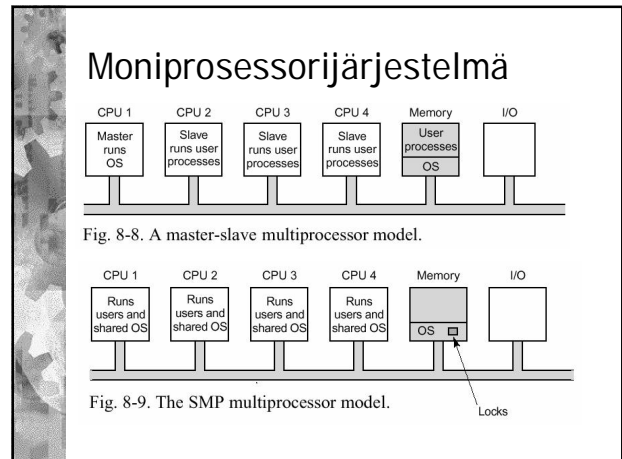 Moniprosessorijärjestelmä
CPU 1 CPU 2 CPU 3 CPU 4 Memory I/O
Master
runs
OS
Slave
runs user
processes
Slave
runs user
processes
Slave
runs user
processes
User
processes
OS
Fig. 8-8. A master-slave multiprocessor model.
CPU 1 CPU 2 CPU 3 CPU 4 Memory I/O
Runs
users and
shared OS
Runs
users and
shared OS
Runs
users and
shared OS
Runs
users and
shared OS
OS
Locks
Fig. 8-9. The SMP multiprocessor model.